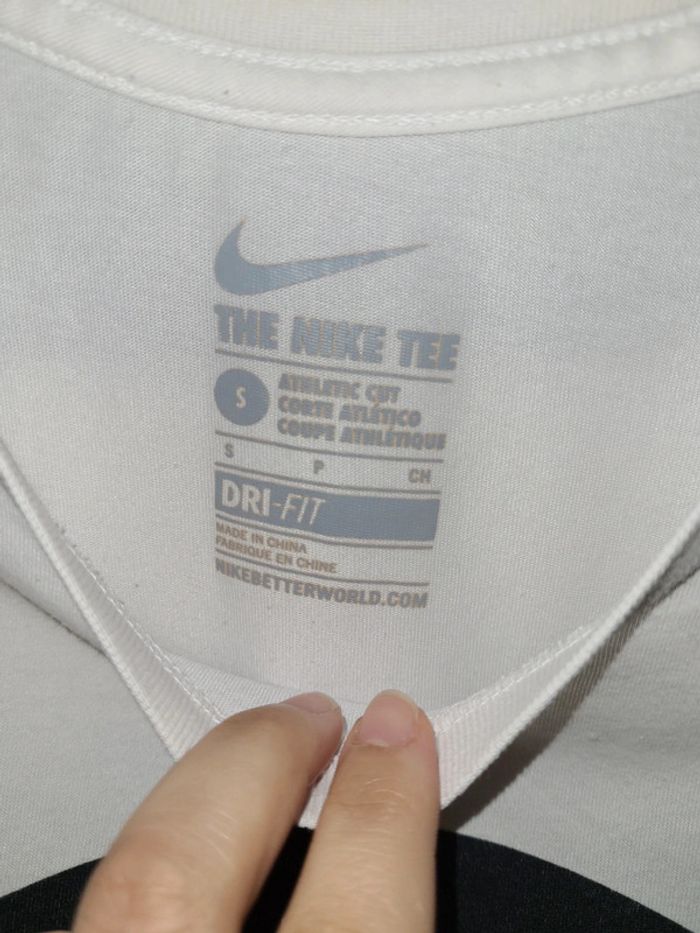 THE NIKE TEE
S
ATHLETIC CUT
CORTE ATLÉTICO
COUPE ATHLÉTIQUE
S P CH
DRI-FIT
MADE IN CHINA
FABRIQUE EN CHINE
NIKEBETTERWORLD.COM